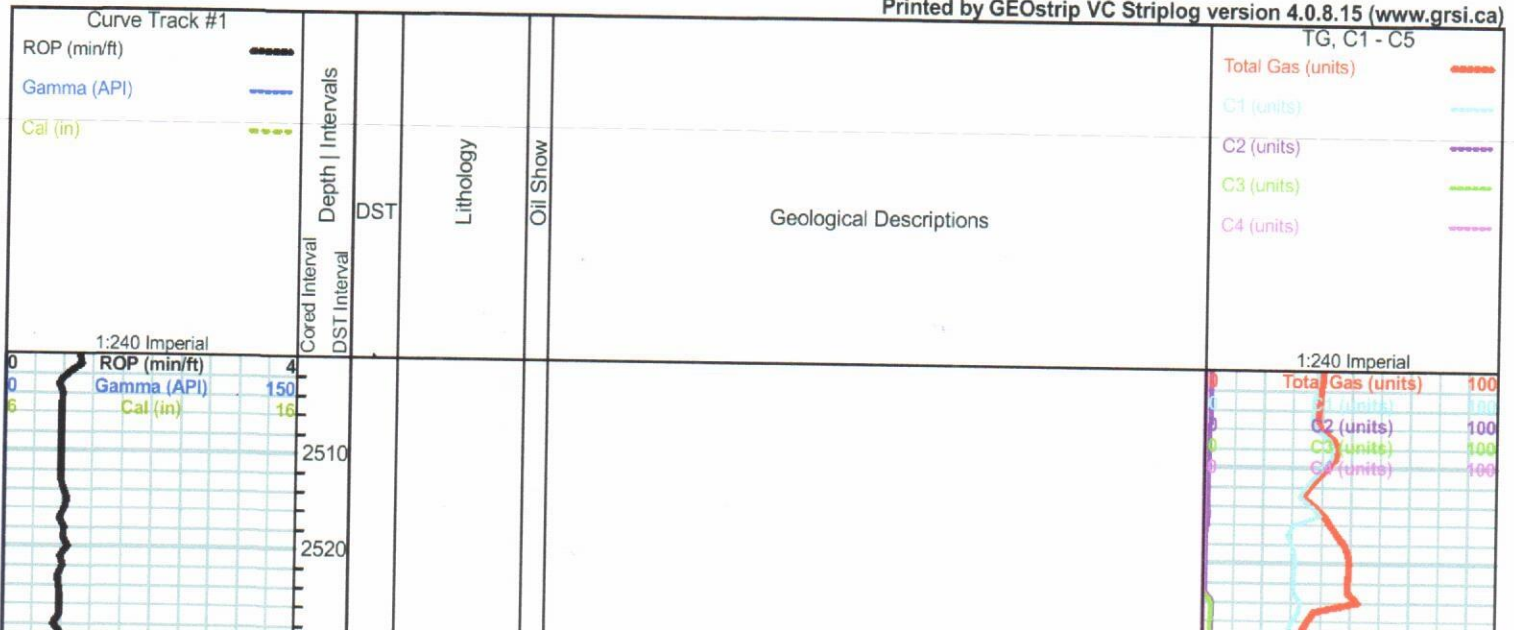 Printed by GEOstrip VC Striplog version 4.0.8.15 (www.grsi.ca)
Curve Track #1
ROP (min/ft)
Gamma (API)
Cal (in)
1:240 Imperial
Cored Interval
Depth | Intervals
DST Interval
DST
Lithology
Oil Show
Geological Descriptions
TG, C1 - C5
Total Gas (units)
C1 (units)
C2 (units)
C3 (units)
C4 (units)
1:240 Imperial
0 ROP (min/ft) 4
0 Gamma (API) 150
6 Cal (in) 16
2510
2520
0 Total Gas (units) 100
0 C1 (units) 100
0 C2 (units) 100
0 C3 (units) 100
0 C4 (units) 100